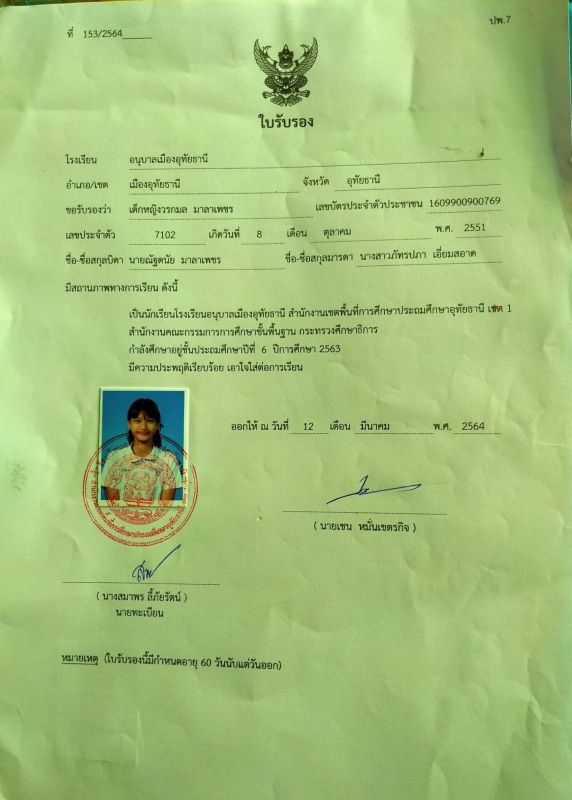 ปพ.7
ที่ 153/2564
ใบรับรอง
โรงเรียน อนุบาลเมืองอุทัยธานี
อำเภอ/เขต เมืองอุทัยธานี จังหวัด อุทัยธานี
ขอรับรองว่า เด็กหญิงวรกมล มาลาเพชร เลขบัตรประจำตัวประชาชน 1609900900769
เลขประจำตัว 7102 เกิดวันที่ 8 เดือน ตุลาคม พ.ศ. 2551
ชื่อ-ชื่อสกุลบิดา นายณัฐดนัย มาลาเพชร ชื่อ-ชื่อสกุลมารดา นางสาวภัทรปภา เอี่ยมสอาด
มีสถานภาพทางการเรียน ดังนี้
เป็นนักเรียนโรงเรียนอนุบาลเมืองอุทัยธานี สำนักงานเขตพื้นที่การศึกษาประถมศึกษาอุทัยธานี เขต 1
สำนักงานคณะกรรมการการศึกษาขั้นพื้นฐาน กระทรวงศึกษาธิการ
กำลังศึกษาอยู่ชั้นประถมศึกษาปีที่ 6 ปีการศึกษา 2563
มีความประพฤติเรียบร้อย เอาใจใส่ต่อการเรียน
ออกให้ ณ วันที่ 12 เดือน มีนาคม พ.ศ. 2564
( นายเชน หมั่นเขตรกิจ )
( นางสมาพร ลี้ภัยรัตน์ )
นายทะเบียน
หมายเหตุ (ใบรับรองนี้มีกำหนดอายุ 60 วันนับแต่วันออก)